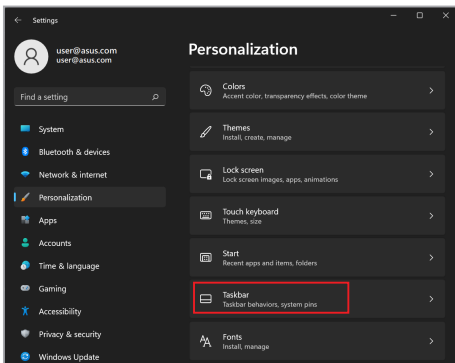 Settings
user@asus.com
user@asus.com
Find a setting
System
Bluetooth & devices
Network & internet
Personalization
Apps
Accounts
Time & language
Gaming
Accessibility
Privacy & security
Windows Update
Personalization
Colors
Accent color, transparency effects, color theme
Themes
Install, create, manage
Lock screen
Lock screen images, apps, animations
Touch keyboard
Themes, size
Start
Recent apps and items, folders
Taskbar
Taskbar behaviors, system pins
Fonts
Install, manage